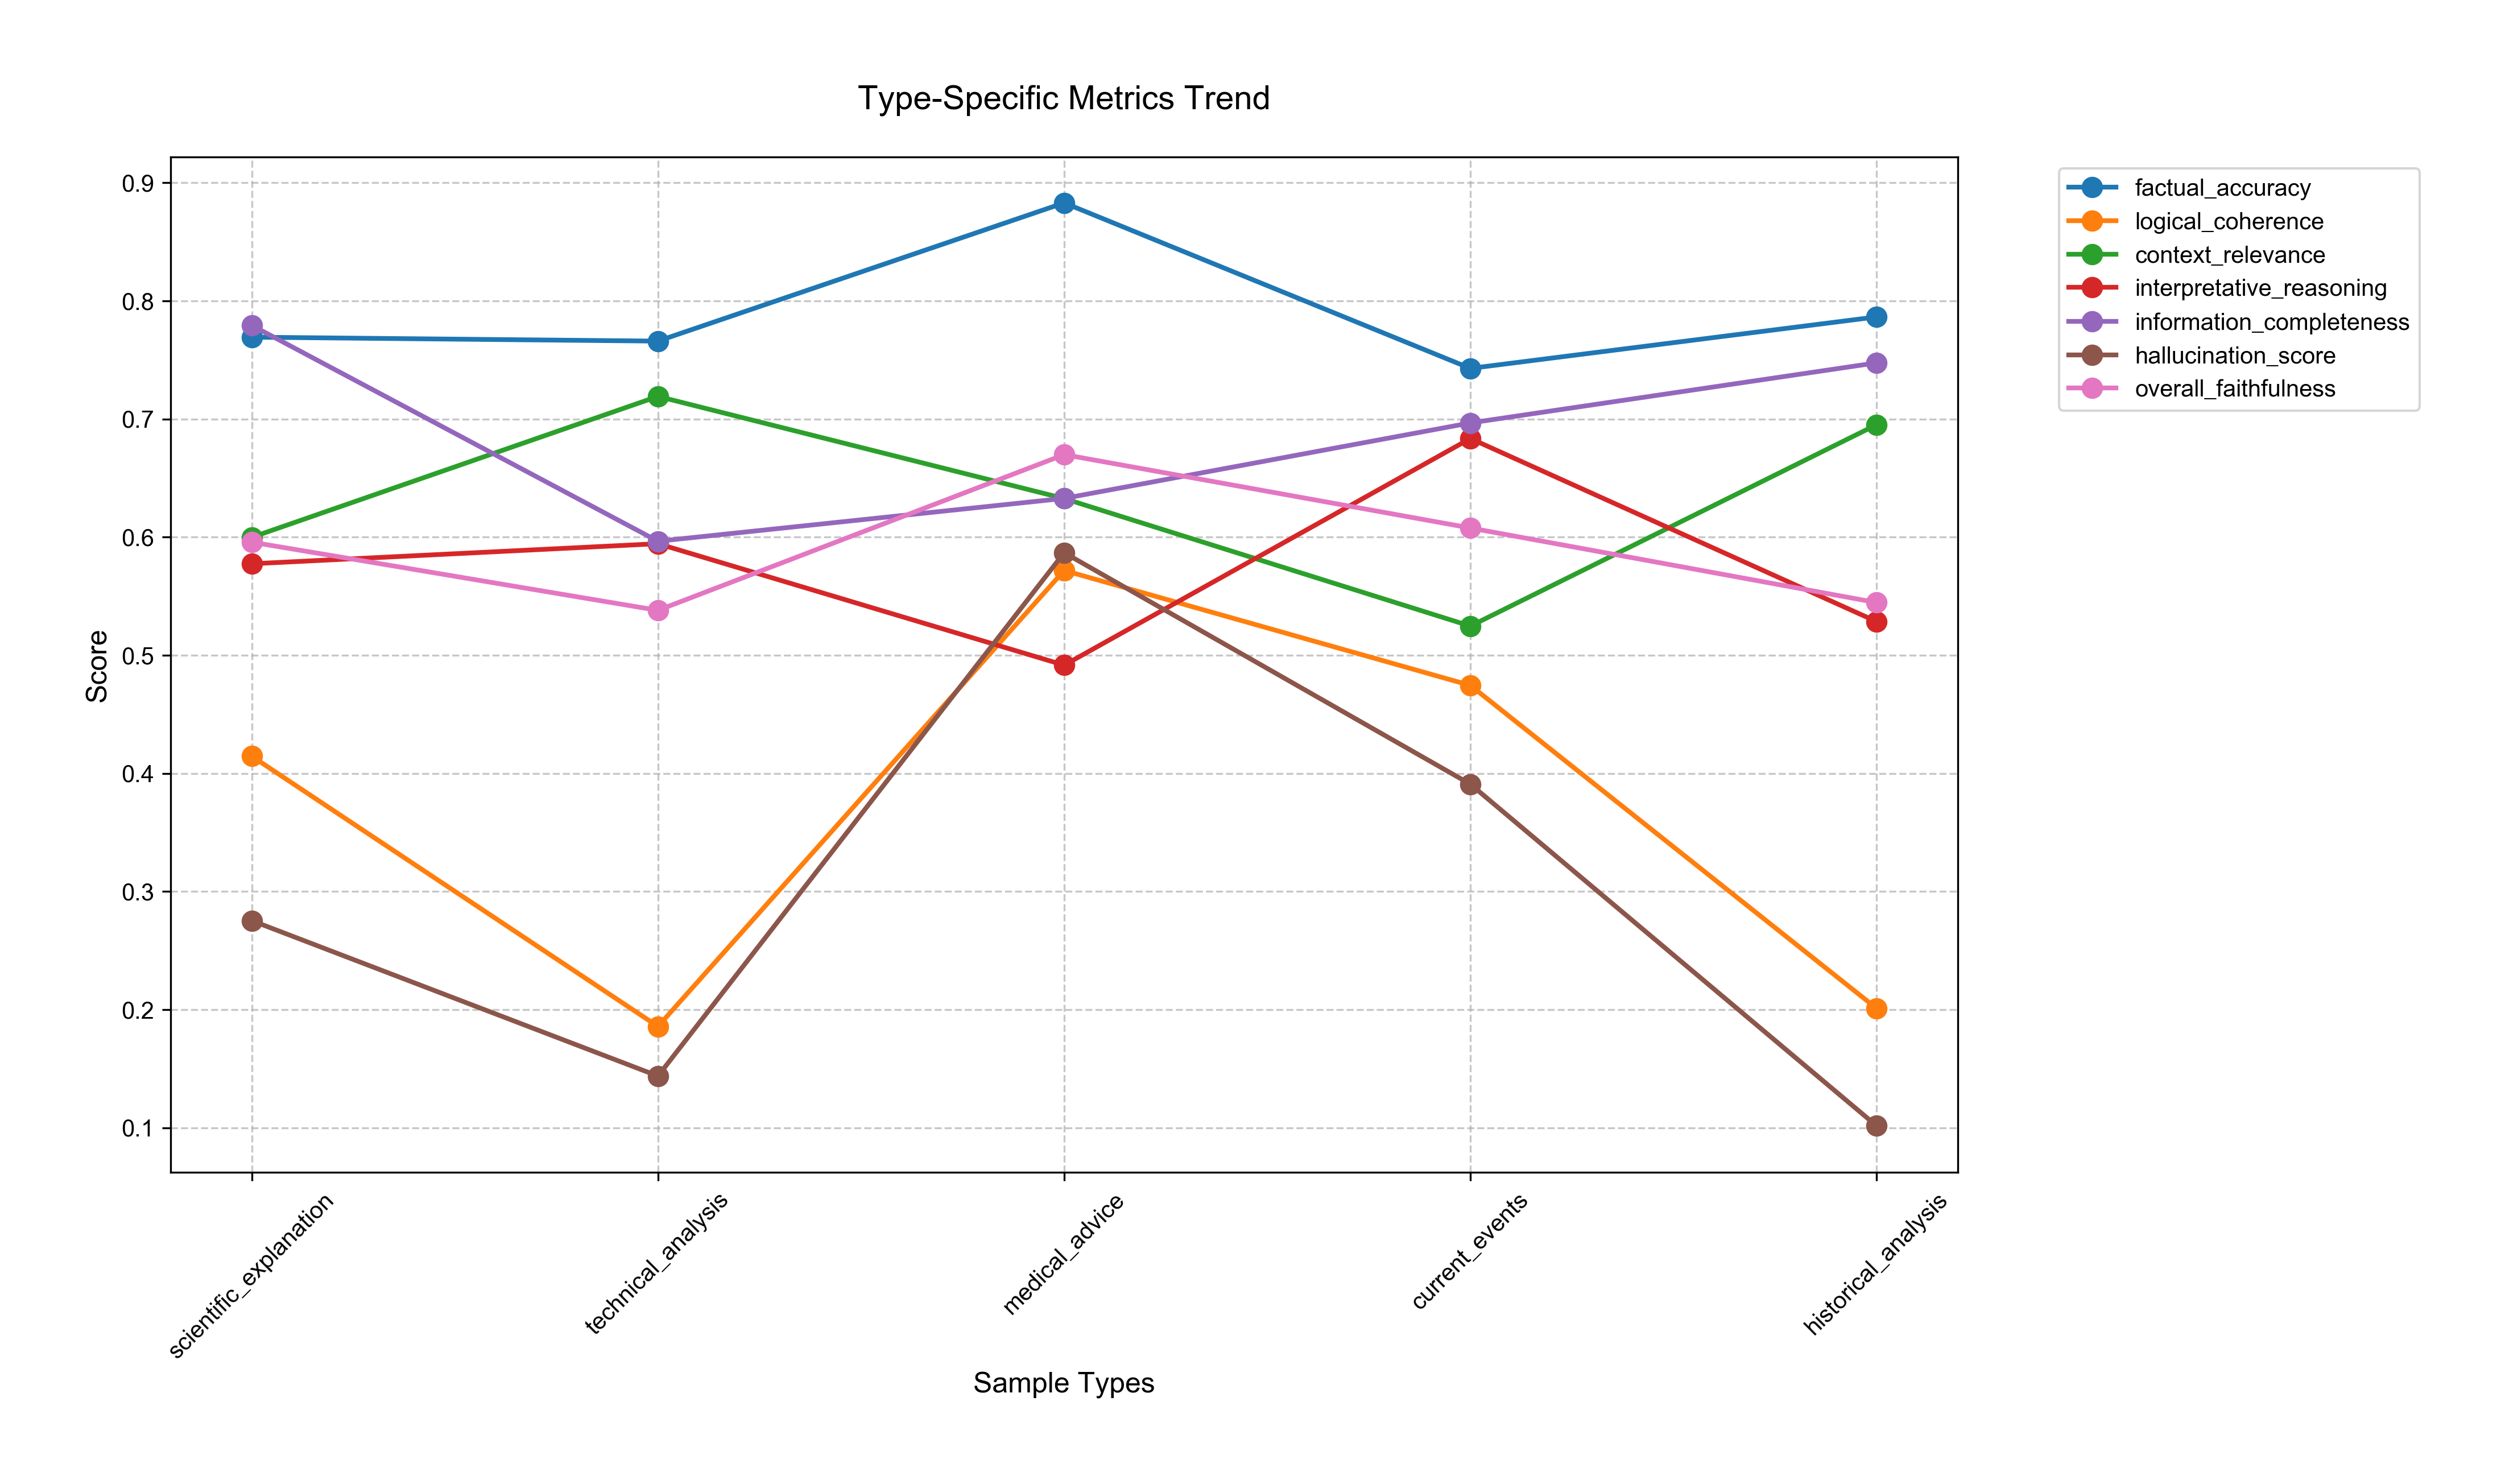 Type-Specific Metrics Trend
factual_accuracy
logical_coherence
context_relevance
interpretative_reasoning
information_completeness
hallucination_score
overall_faithfulness
Score
0.9
0.8
0.7
0.6
0.5
0.4
0.3
0.2
0.1
scientific_explanation
technical_analysis
medical_advice
current_events
historical_analysis
Sample Types